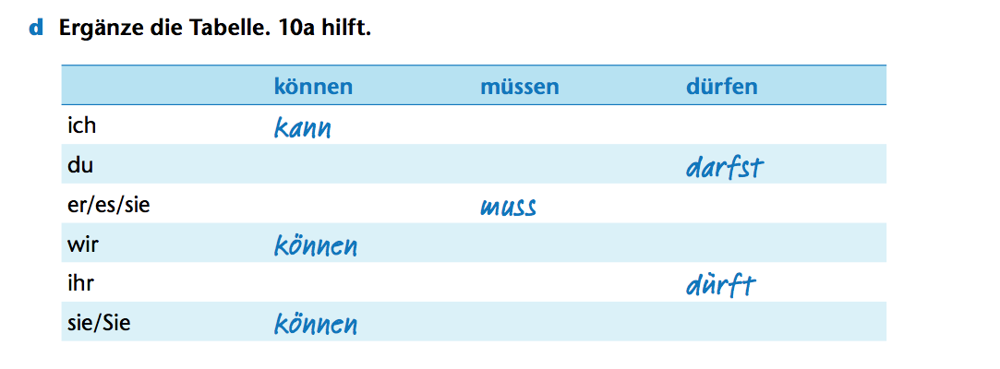 d Ergänze die Tabelle. 10a hilft.
können müssen dürfen
ich kann
du darfst
er/es/sie muss
wir können
ihr dürft
sie/Sie können